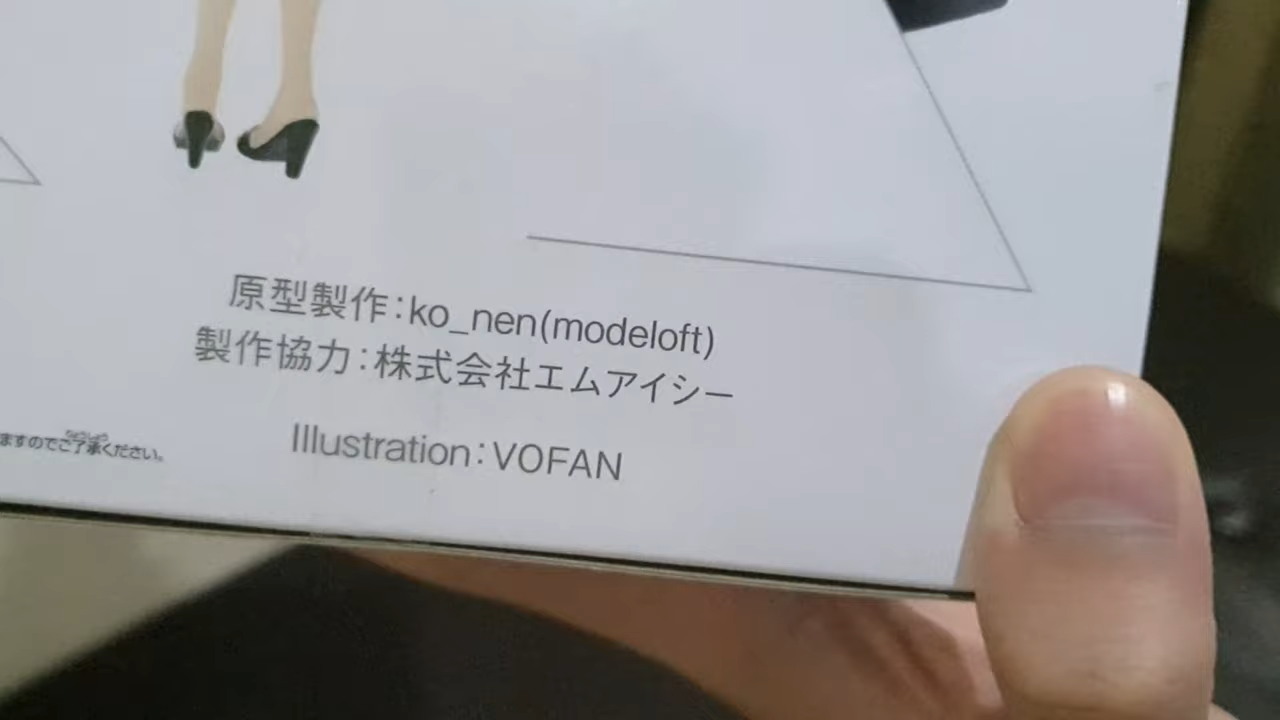 原型製作：ko_nen(modeloft)
製作協力：株式会社エムアイシー
ますのでご了承ください。
Illustration：VOFAN